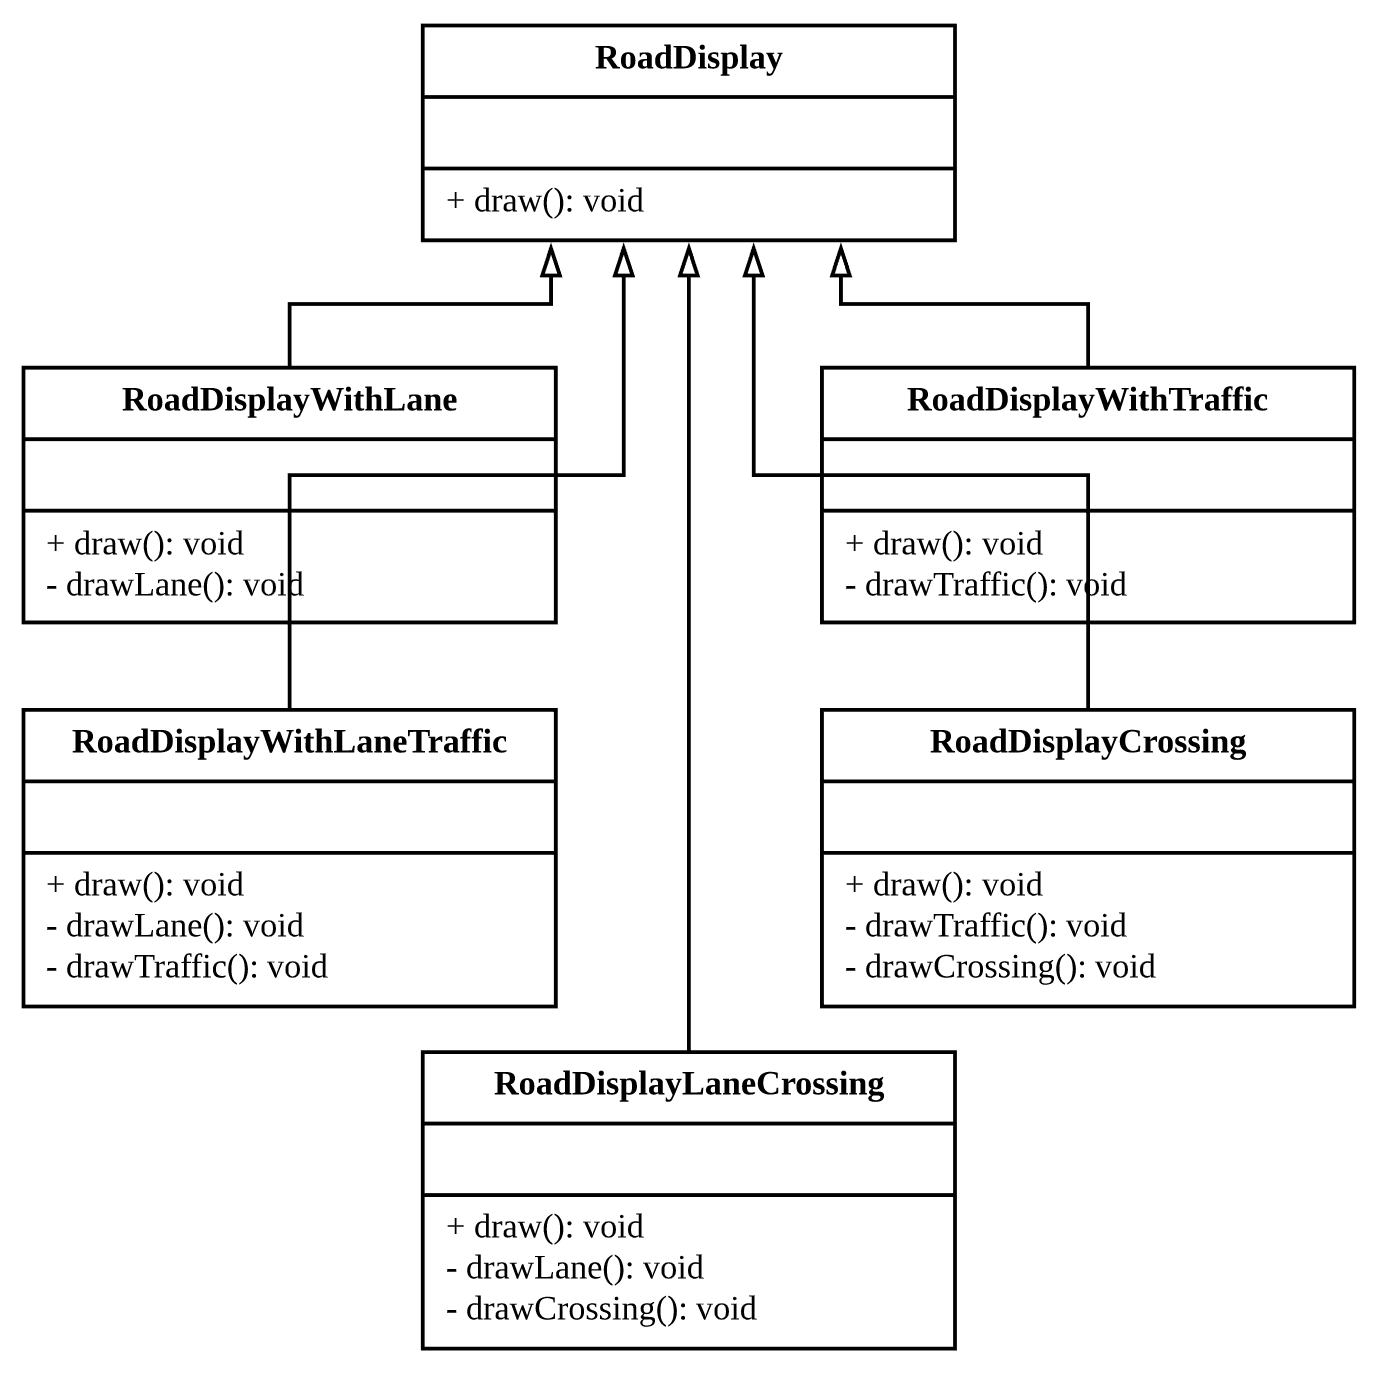 RoadDisplay
+ draw(): void
RoadDisplayWithLane
+ draw(): void
- drawLane(): void
RoadDisplayWithTraffic
+ draw(): void
- drawTraffic(): void
RoadDisplayWithLaneTraffic
+ draw(): void
- drawLane(): void
- drawTraffic(): void
RoadDisplayCrossing
+ draw(): void
- drawTraffic(): void
- drawCrossing(): void
RoadDisplayLaneCrossing
+ draw(): void
- drawLane(): void
- drawCrossing(): void